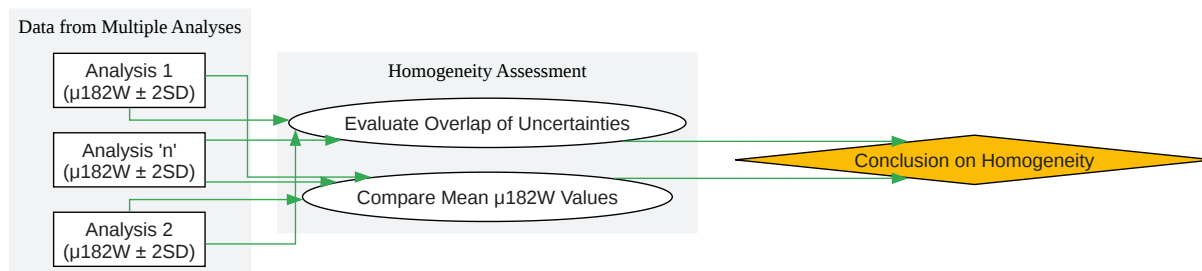 Data from Multiple Analyses
Analysis 1
(μ182W ± 2SD)
Analysis 'n'
(μ182W ± 2SD)
Analysis 2
(μ182W ± 2SD)
Homogeneity Assessment
Evaluate Overlap of Uncertainties
Compare Mean μ182W Values
Conclusion on Homogeneity